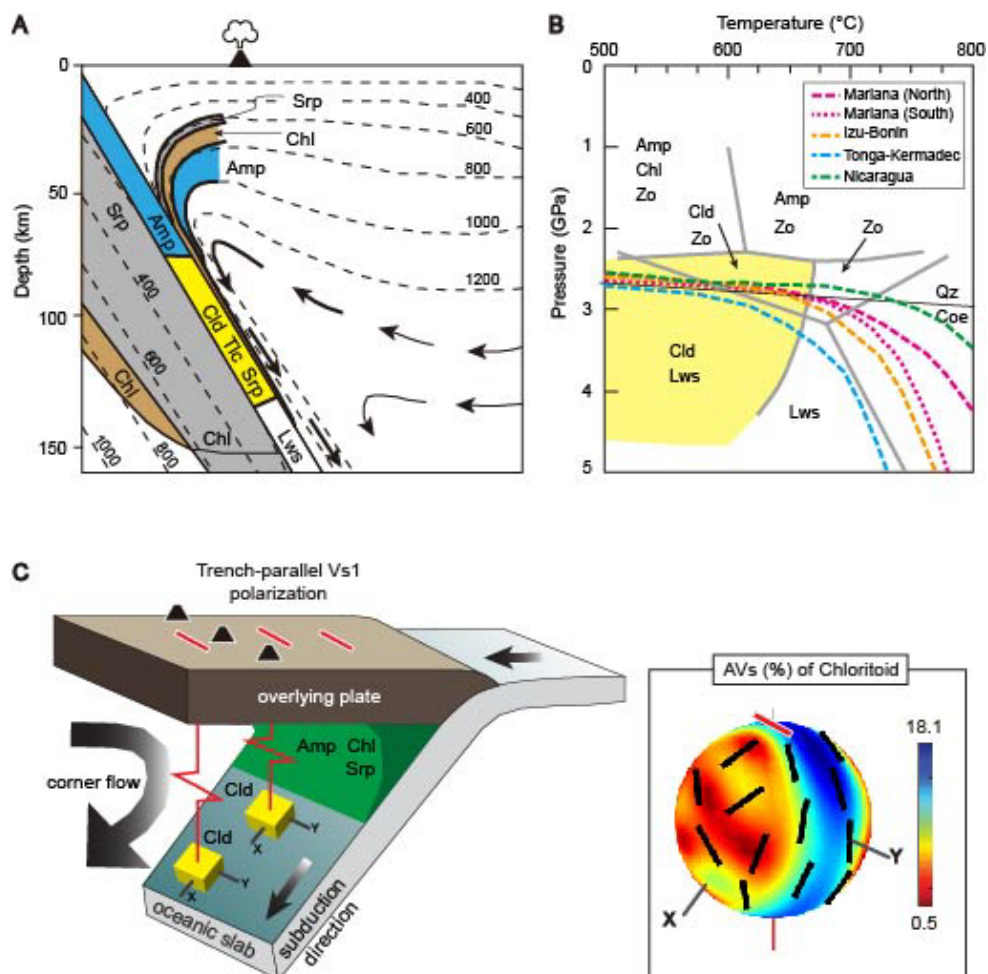 A
0
50
100
150
Depth (km)
Srp
Chl
Amp
400
600
800
1000
1200
Srp
Amp
400
600
Cld Tlc Srp
Chl
Chl
Lws
1000
800
B
Temperature (°C)
500
600
700
800
0
1
2
3
4
5
Pressure (GPa)
Mariana (North)
Mariana (South)
Izu-Bonin
Tonga-Kermadec
Nicaragua
Amp
Chl
Zo
Cld
Zo
Amp
Zo
Zo
Qz
Coe
Cld
Lws
Lws
C
Trench-parallel Vs1
polarization
overlying plate
corner flow
Amp Chl
Srp
Cld
Y
X
Cld
Y
X
oceanic slab
subduction
direction
AVs (%) of Chloritoid
18.1
0.5
Y
X